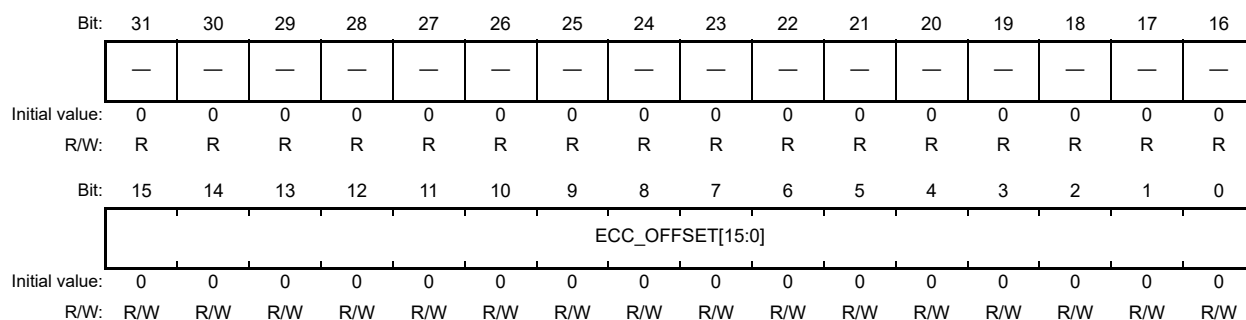 Bit: 31 30 29 28 27 26 25 24 23 22 21 20 19 18 17 16
— — — — — — — — — — — — — — — —
Initial value: 0 0 0 0 0 0 0 0 0 0 0 0 0 0 0 0
R/W: R R R R R R R R R R R R R R R R
Bit: 15 14 13 12 11 10 9 8 7 6 5 4 3 2 1 0
ECC_OFFSET[15:0]
Initial value: 0 0 0 0 0 0 0 0 0 0 0 0 0 0 0 0
R/W: R/W R/W R/W R/W R/W R/W R/W R/W R/W R/W R/W R/W R/W R/W R/W R/W